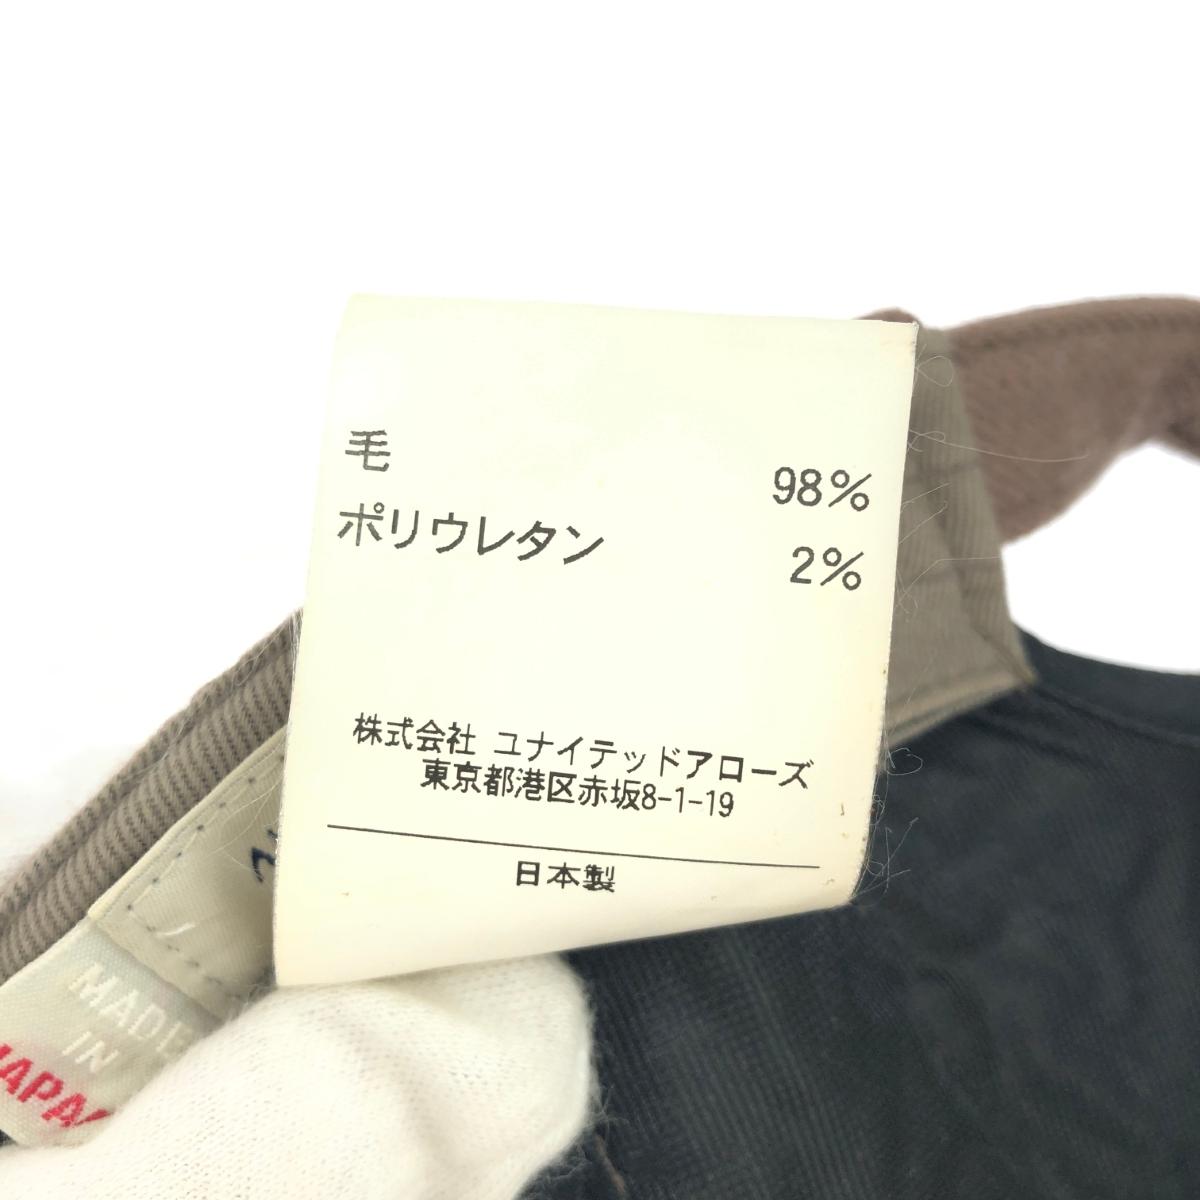 毛 98%
ポリウレタン 2%
株式会社 ユナイテッドアローズ
東京都港区赤坂8-1-19
日本製
MADE
IN
JAPAN